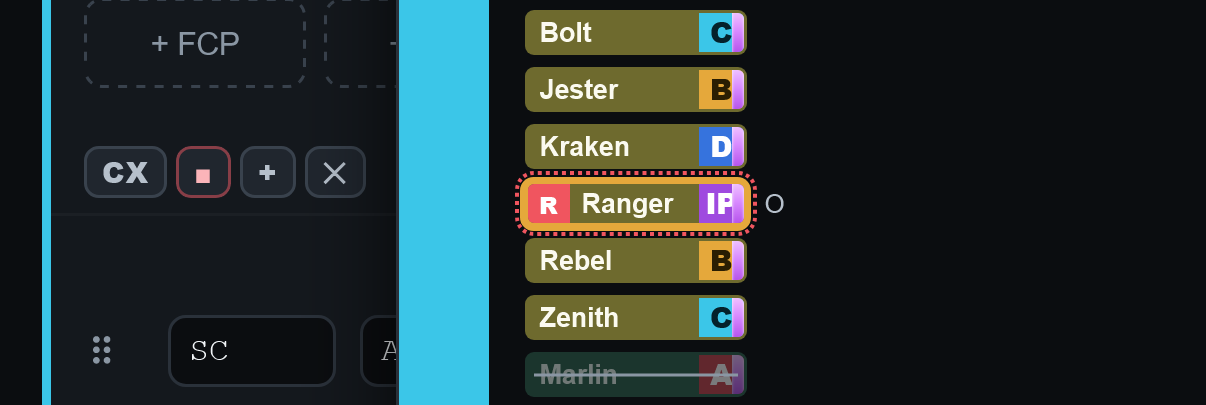 + FCP
CX
SC
A
Bolt C
Jester B
Kraken D
R Ranger IP O
Rebel B
Zenith C
Marlin A